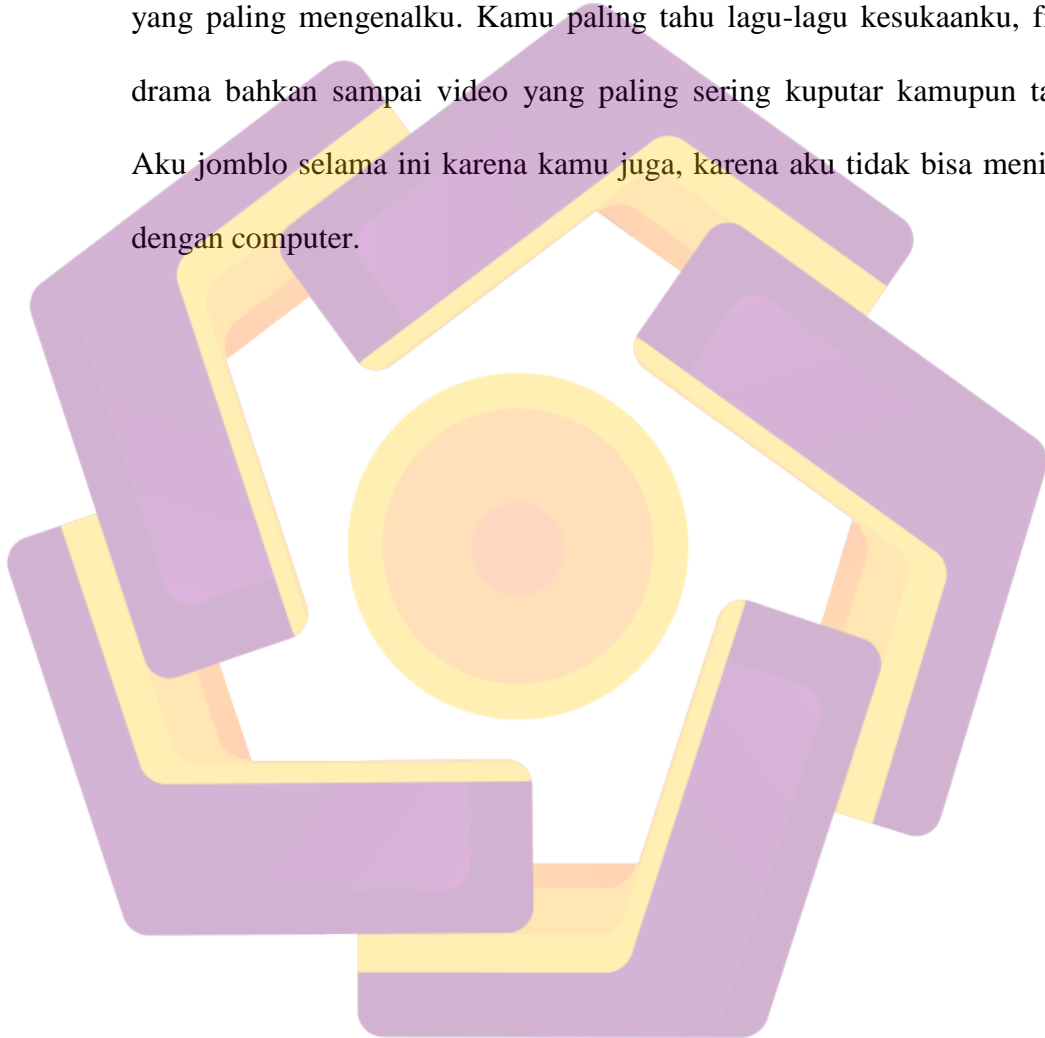 yang paling mengenalku. Kamu paling tahu lagu-lagu kesukaanku,
drama bahkan sampai video yang paling sering kuputar kamupun
Aku jomblo selama ini karena kamu juga, karena aku tidak bisa
dengan computer.